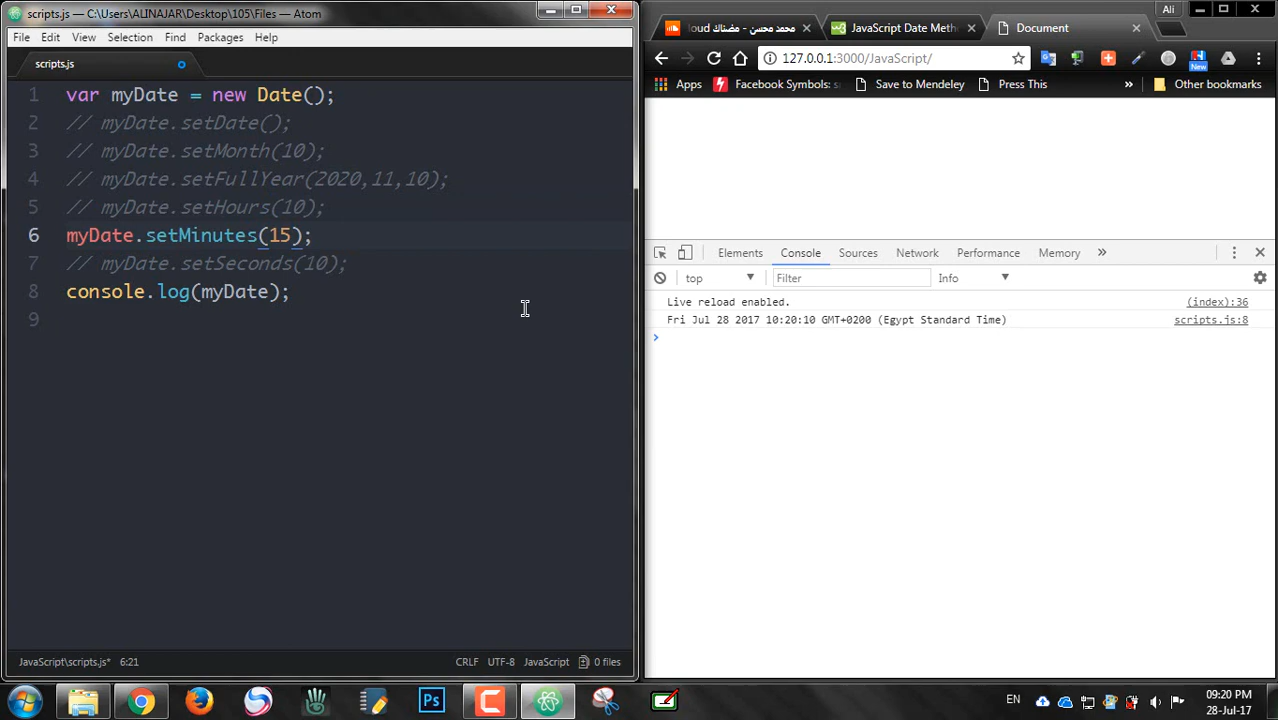 scripts.js — C:\Users\ALINAJAR\Desktop\105\Files — Atom
File Edit View Selection Find Packages Help
scripts.js
1 var myDate = new Date();
2 // myDate.setDate();
3 // myDate.setMonth(10);
4 // myDate.setFullYear(2020,11,10);
5 // myDate.setHours(10);
6 myDate.setMinutes(15);
7 // myDate.setSeconds(10);
8 console.log(myDate);
9
JavaScript\scripts.js* 6:21 CRLF UTF-8 JavaScript 0 files
Ali
محمد محسن - مضناك loud JavaScript Date Meth Document
127.0.0.1:3000/JavaScript/
New
Apps Facebook Symbols: s Save to Mendeley Press This » Other bookmarks
Elements Console Sources Network Performance Memory »
top Filter Info
Live reload enabled. (index):36
Fri Jul 28 2017 10:20:10 GMT+0200 (Egypt Standard Time) scripts.js:8
Ps
EN
09:20 PM
28-Jul-17